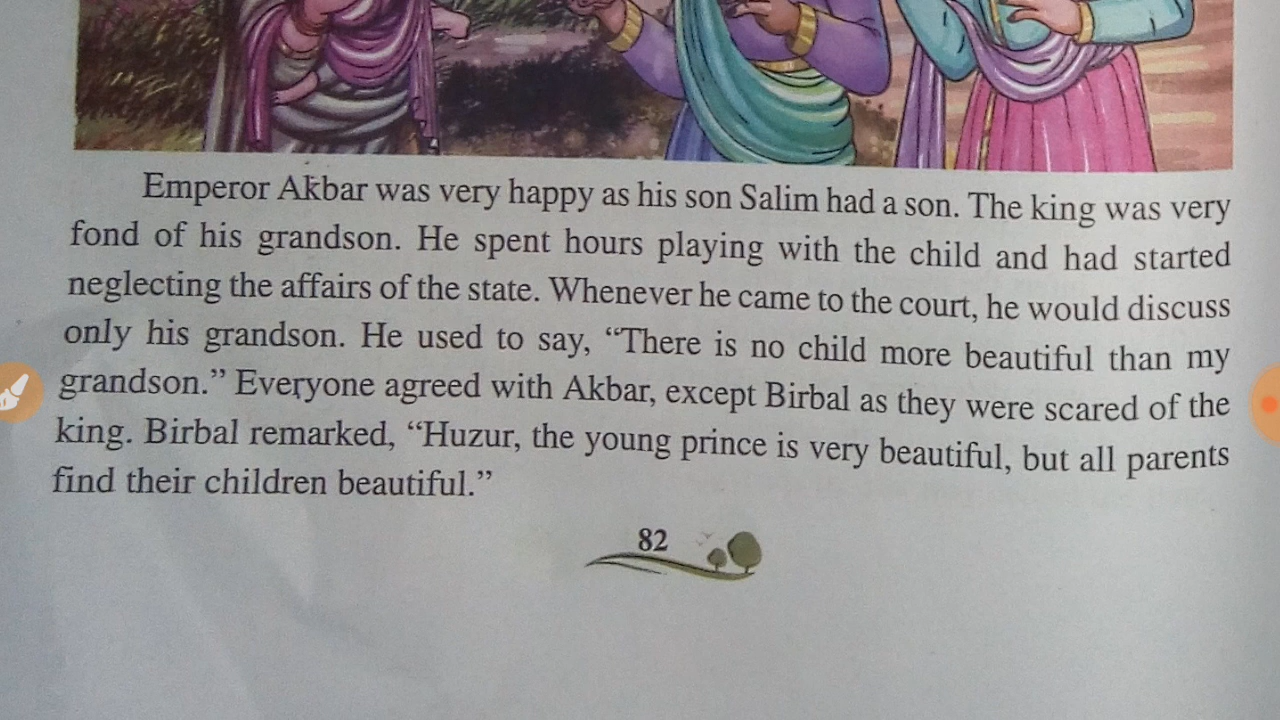 Emperor Akbar was very happy as his son Salim had a son. The king was very
fond of his grandson. He spent hours playing with the child and had started
neglecting the affairs of the state. Whenever he came to the court, he would discuss
only his grandson. He used to say, “There is no child more beautiful than my
grandson.” Everyone agreed with Akbar, except Birbal as they were scared of the
king. Birbal remarked, “Huzur, the young prince is very beautiful, but all parents
find their children beautiful.”
82